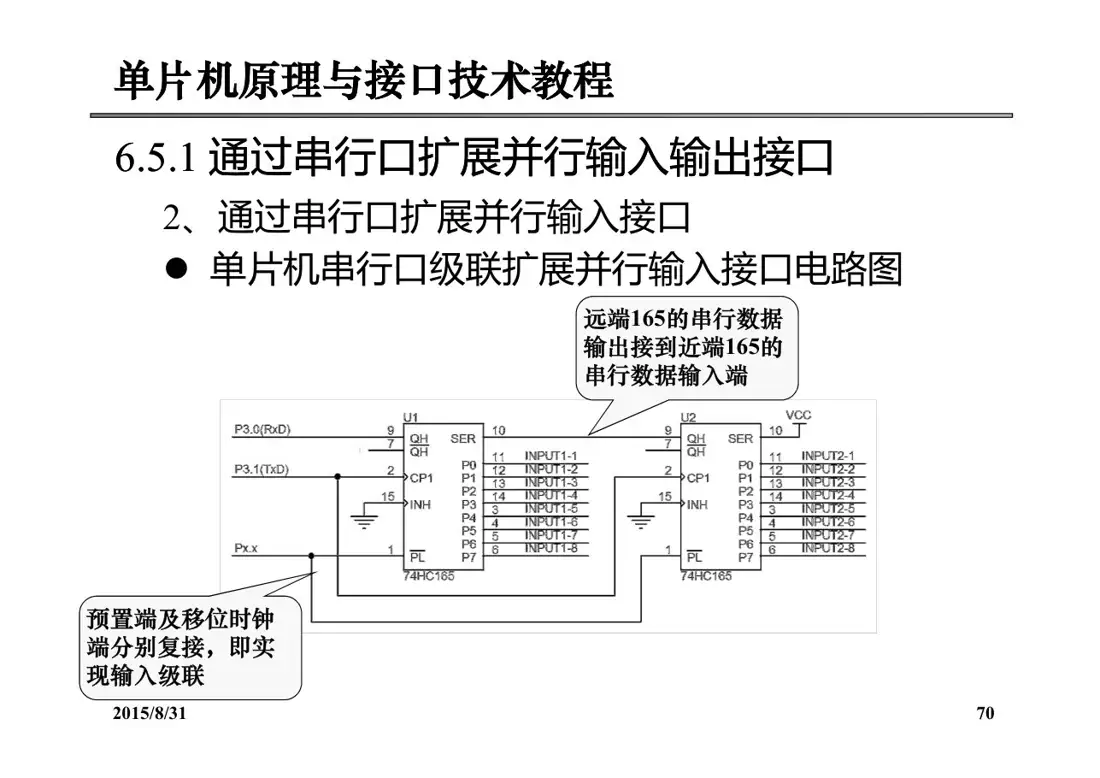 单片机原理与接口技术教程
6.5.1 通过串行口扩展并行输入输出接口
2、通过串行口扩展并行输入接口
● 单片机串行口级联扩展并行输入接口电路图
远端165的串行数据
输出接到近端165的
串行数据输入端
U1
P3.0(RxD)
9 QH SER 10
7 QH
P3.1(TxD)
2 CP1
15 INH
Px.x
1 PL
P0 11 INPUT1-1
P1 12 INPUT1-2
P2 13 INPUT1-3
P3 14 INPUT1-4
P4 3 INPUT1-5
P5 4 INPUT1-6
P6 5 INPUT1-7
P7 6 INPUT1-8
74HC165
U2
VCC
9 QH SER 10
7 QH
2 CP1
15 INH
1 PL
P0 11 INPUT2-1
P1 12 INPUT2-2
P2 13 INPUT2-3
P3 14 INPUT2-4
P4 3 INPUT2-5
P5 4 INPUT2-6
P6 5 INPUT2-7
P7 6 INPUT2-8
74HC165
预置端及移位时钟
端分别复接，即实
现输入级联
2015/8/31
70